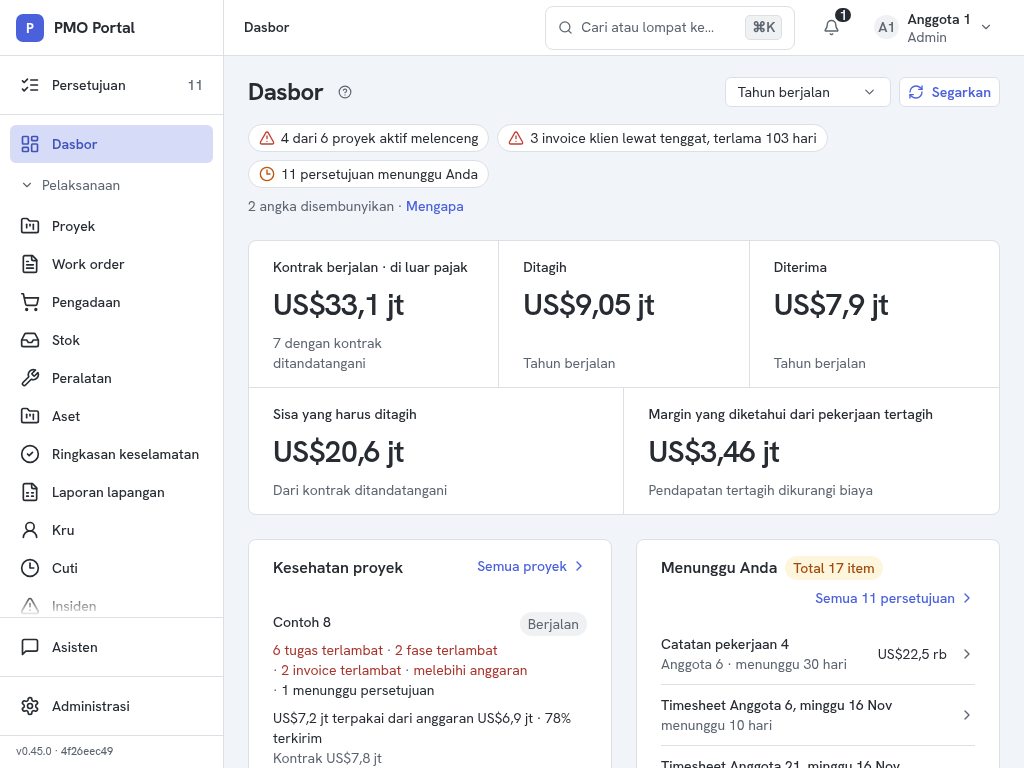 P PMO Portal
Persetujuan 11
Dasbor
Pelaksanaan
Proyek
Work order
Pengadaan
Stok
Peralatan
Aset
Ringkasan keselamatan
Laporan lapangan
Kru
Cuti
Insiden
Asisten
Administrasi
v0.45.0 · 4f26eec49
Dasbor
Cari atau lompat ke... ⌘K
1
A1
Anggota 1
Admin
Dasbor
Tahun berjalan
Segarkan
4 dari 6 proyek aktif melenceng
3 invoice klien lewat tenggat, terlama 103 hari
11 persetujuan menunggu Anda
2 angka disembunyikan · Mengapa
Kontrak berjalan · di luar pajak
US$33,1 jt
7 dengan kontrak
ditandatangani
Ditagih
US$9,05 jt
Tahun berjalan
Diterima
US$7,9 jt
Tahun berjalan
Sisa yang harus ditagih
US$20,6 jt
Dari kontrak ditandatangani
Margin yang diketahui dari pekerjaan tertagih
US$3,46 jt
Pendapatan tertagih dikurangi biaya
Kesehatan proyek
Semua proyek
Contoh 8
Berjalan
6 tugas terlambat · 2 fase terlambat
· 2 invoice terlambat · melebihi anggaran
· 1 menunggu persetujuan
US$7,2 jt terpakai dari anggaran US$6,9 jt · 78%
terkirim
Kontrak US$7,8 jt
Menunggu Anda
Total 17 item
Semua 11 persetujuan
Catatan pekerjaan 4
Anggota 6 · menunggu 30 hari
US$22,5 rb
Timesheet Anggota 6, minggu 16 Nov
menunggu 10 hari
Timesheet Anggota 21, minggu 16 Nov